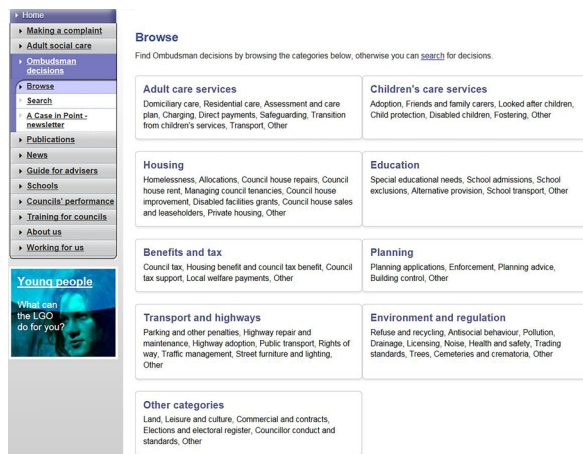 Home
Making a complaint
Adult social care
Ombudsman
decisions
Browse
Search
A Case in Point -
newsletter
Publications
News
Guide for advisers
Schools
Councils' performance
Training for councils
About us
Working for us
Young people
What can
the LGO
do for you?
Browse
Find Ombudsman decisions by browsing the categories below, otherwise you can search for decisions.
Adult care services
Domiciliary care, Residential care, Assessment and care
plan, Charging, Direct payments, Safeguarding, Transition
from children's services, Transport, Other
Children's care services
Adoption, Friends and family carers, Looked after children,
Child protection, Disabled children, Fostering, Other
Housing
Homelessness, Allocations, Council house repairs, Council
house rent, Managing council tenancies, Council house
improvement, Disabled facilities grants, Council house sales
and leaseholders, Private housing, Other
Education
Special educational needs, School admissions, School
exclusions, Alternative provision, School transport, Other
Benefits and tax
Council tax, Housing benefit and council tax benefit, Council
tax support, Local welfare payments, Other
Planning
Planning applications, Enforcement, Planning advice,
Building control, Other
Transport and highways
Parking and other penalties, Highway repair and
maintenance, Highway adoption, Public transport, Rights of
way, Traffic management, Street furniture and lighting,
Other
Environment and regulation
Refuse and recycling, Antisocial behaviour, Pollution,
Drainage, Licensing, Noise, Health and safety, Trading
standards, Trees, Cemeteries and crematoria, Other
Other categories
Land, Leisure and culture, Commercial and contracts,
Elections and electoral register, Councillor conduct and
standards, Other